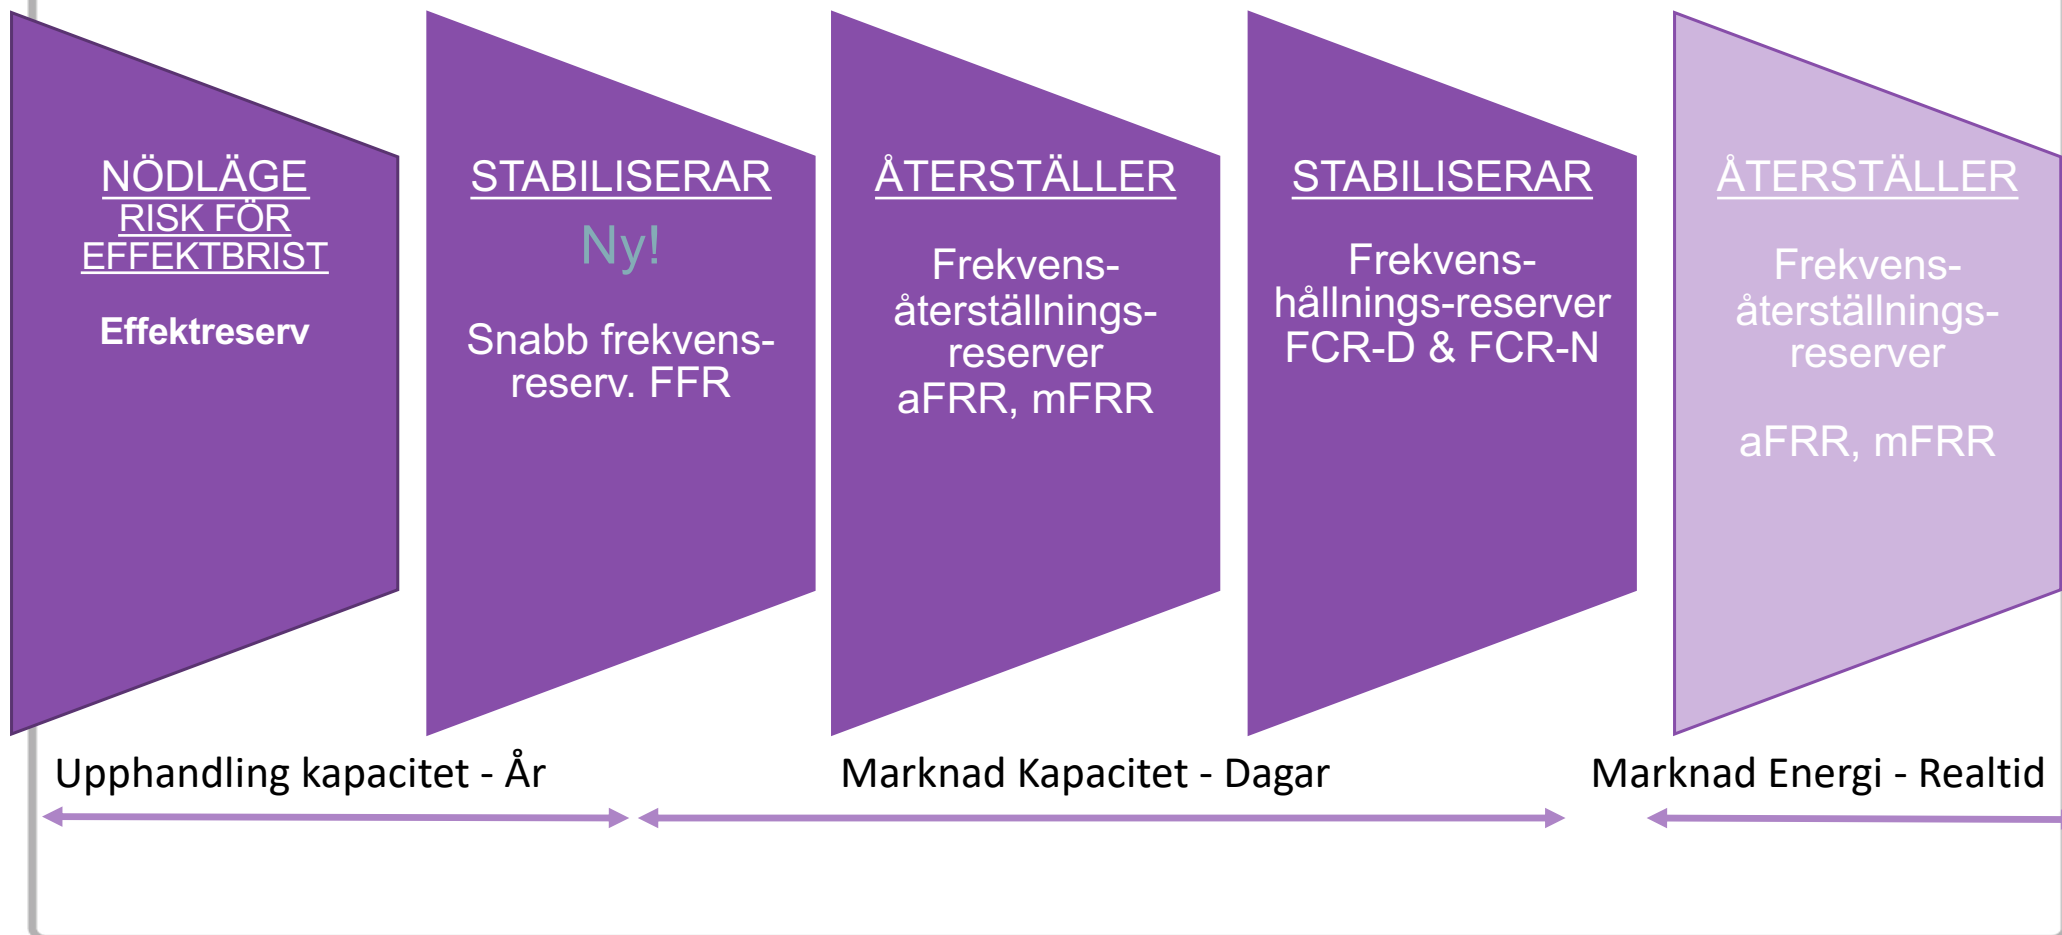 NÖDLÄGE
RISK FÖR
EFFEKTBRIST
Effektreserv
STABILISERAR
Ny!
Snabb frekvens-
reserv. FFR
ÅTERSTÄLLER
Frekvens-
återställnings-
reserver
aFRR, mFRR
STABILISERAR
Frekvens-
hållnings-reserver
FCR-D & FCR-N
ÅTERSTÄLLER
Frekvens-
återställnings-
reserver
aFRR, mFRR
Upphandling kapacitet - År
Marknad Kapacitet - Dagar
Marknad Energi - Realtid